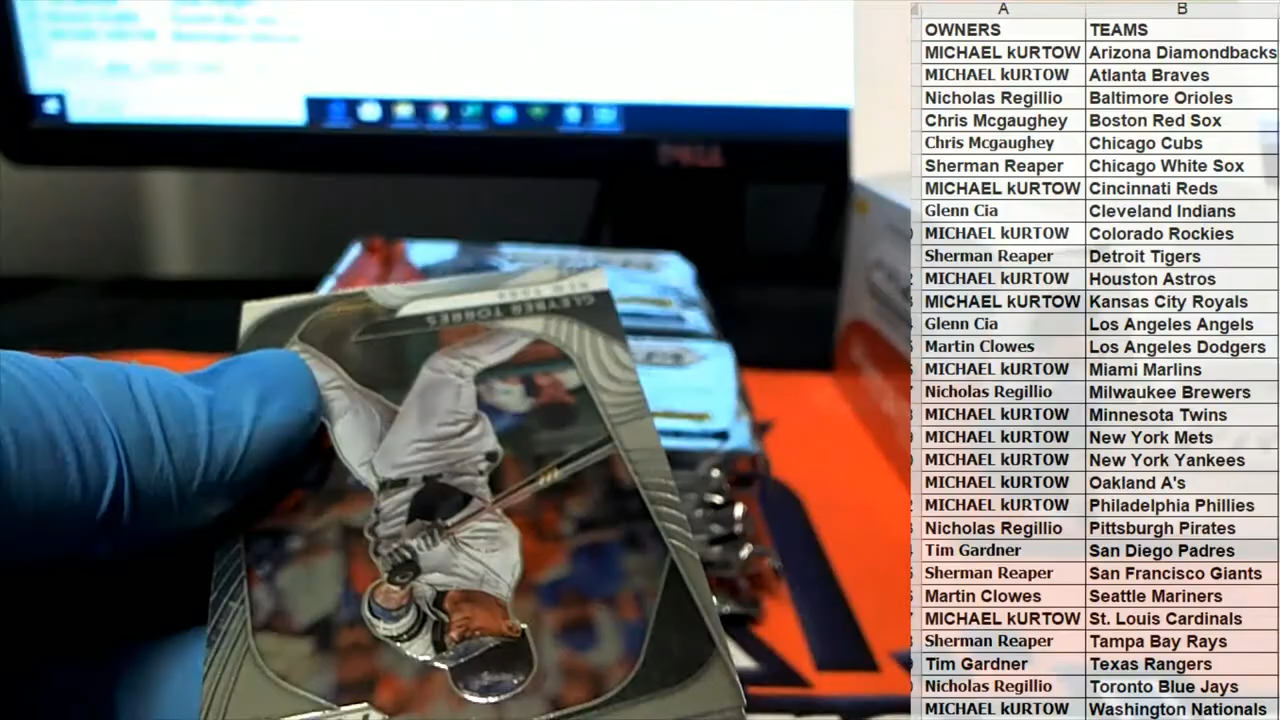 DELL
GLEYBER TORRES
NEW YORK
A B
OWNERS TEAMS
MICHAEL kURTOW Arizona Diamondbacks
MICHAEL kURTOW Atlanta Braves
Nicholas Regillio Baltimore Orioles
Chris Mcgaughey Boston Red Sox
Chris Mcgaughey Chicago Cubs
Sherman Reaper Chicago White Sox
MICHAEL kURTOW Cincinnati Reds
Glenn Cia Cleveland Indians
MICHAEL kURTOW Colorado Rockies
Sherman Reaper Detroit Tigers
MICHAEL kURTOW Houston Astros
MICHAEL kURTOW Kansas City Royals
Glenn Cia Los Angeles Angels
Martin Clowes Los Angeles Dodgers
MICHAEL kURTOW Miami Marlins
Nicholas Regillio Milwaukee Brewers
MICHAEL kURTOW Minnesota Twins
MICHAEL kURTOW New York Mets
MICHAEL kURTOW New York Yankees
MICHAEL kURTOW Oakland A's
MICHAEL kURTOW Philadelphia Phillies
Nicholas Regillio Pittsburgh Pirates
Tim Gardner San Diego Padres
Sherman Reaper San Francisco Giants
Martin Clowes Seattle Mariners
MICHAEL kURTOW St. Louis Cardinals
Sherman Reaper Tampa Bay Rays
Tim Gardner Texas Rangers
Nicholas Regillio Toronto Blue Jays
MICHAEL kURTOW Washington Nationals